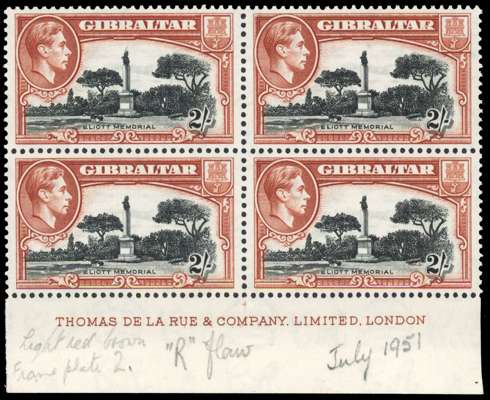 GIBRALTAR GIBRALTAR
ELIOTT MEMORIAL 2/- ELIOTT MEMORIAL 2/-
GIBRALTAR GIBRALTAR
ELIOTT MEMORIAL 2/- ELIOTT MEMORIAL 2/-
THOMAS DE LA RUE & COMPANY, LIMITED, LONDON
light red brown "R" flaw July 1951
Frame plate 2.